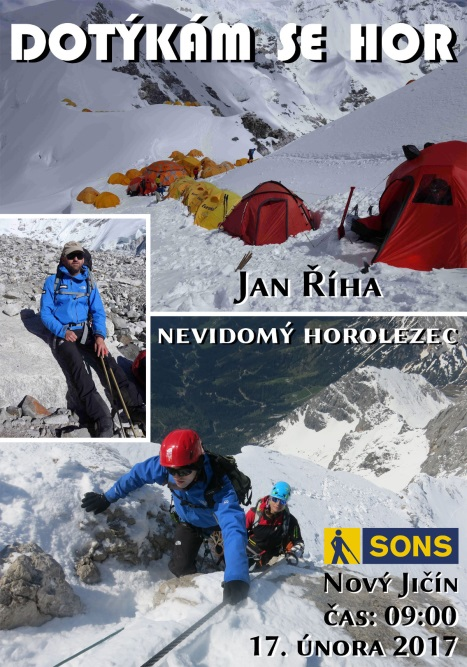 DOTÝKÁM SE HOR
JAN ŘÍHA
NEVIDOMÝ HOROLEZEC
SONS
NOVÝ JIČÍN
ČAS: 09:00
17. ÚNORA 2017